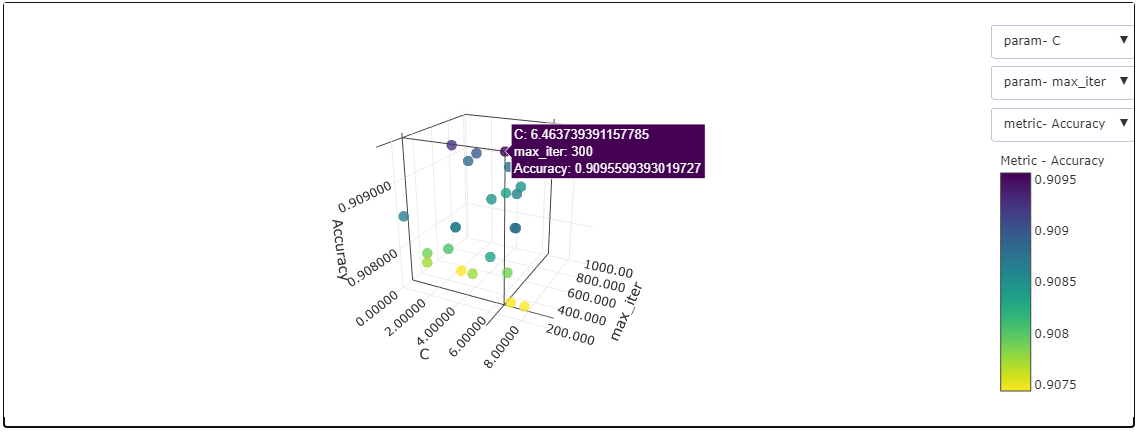 param- C
param- max_iter
metric- Accuracy
C: 6.463739391157785
max_iter: 300
Accuracy: 0.9095599393019727
Metric - Accuracy
0.9095
0.909
0.9085
0.908
0.9075
Accuracy
0.909000
0.908000
0.00000
2.00000
4.00000
6.00000
8.00000
C
1000.00
800.000
600.000
400.000
200.000
max_iter